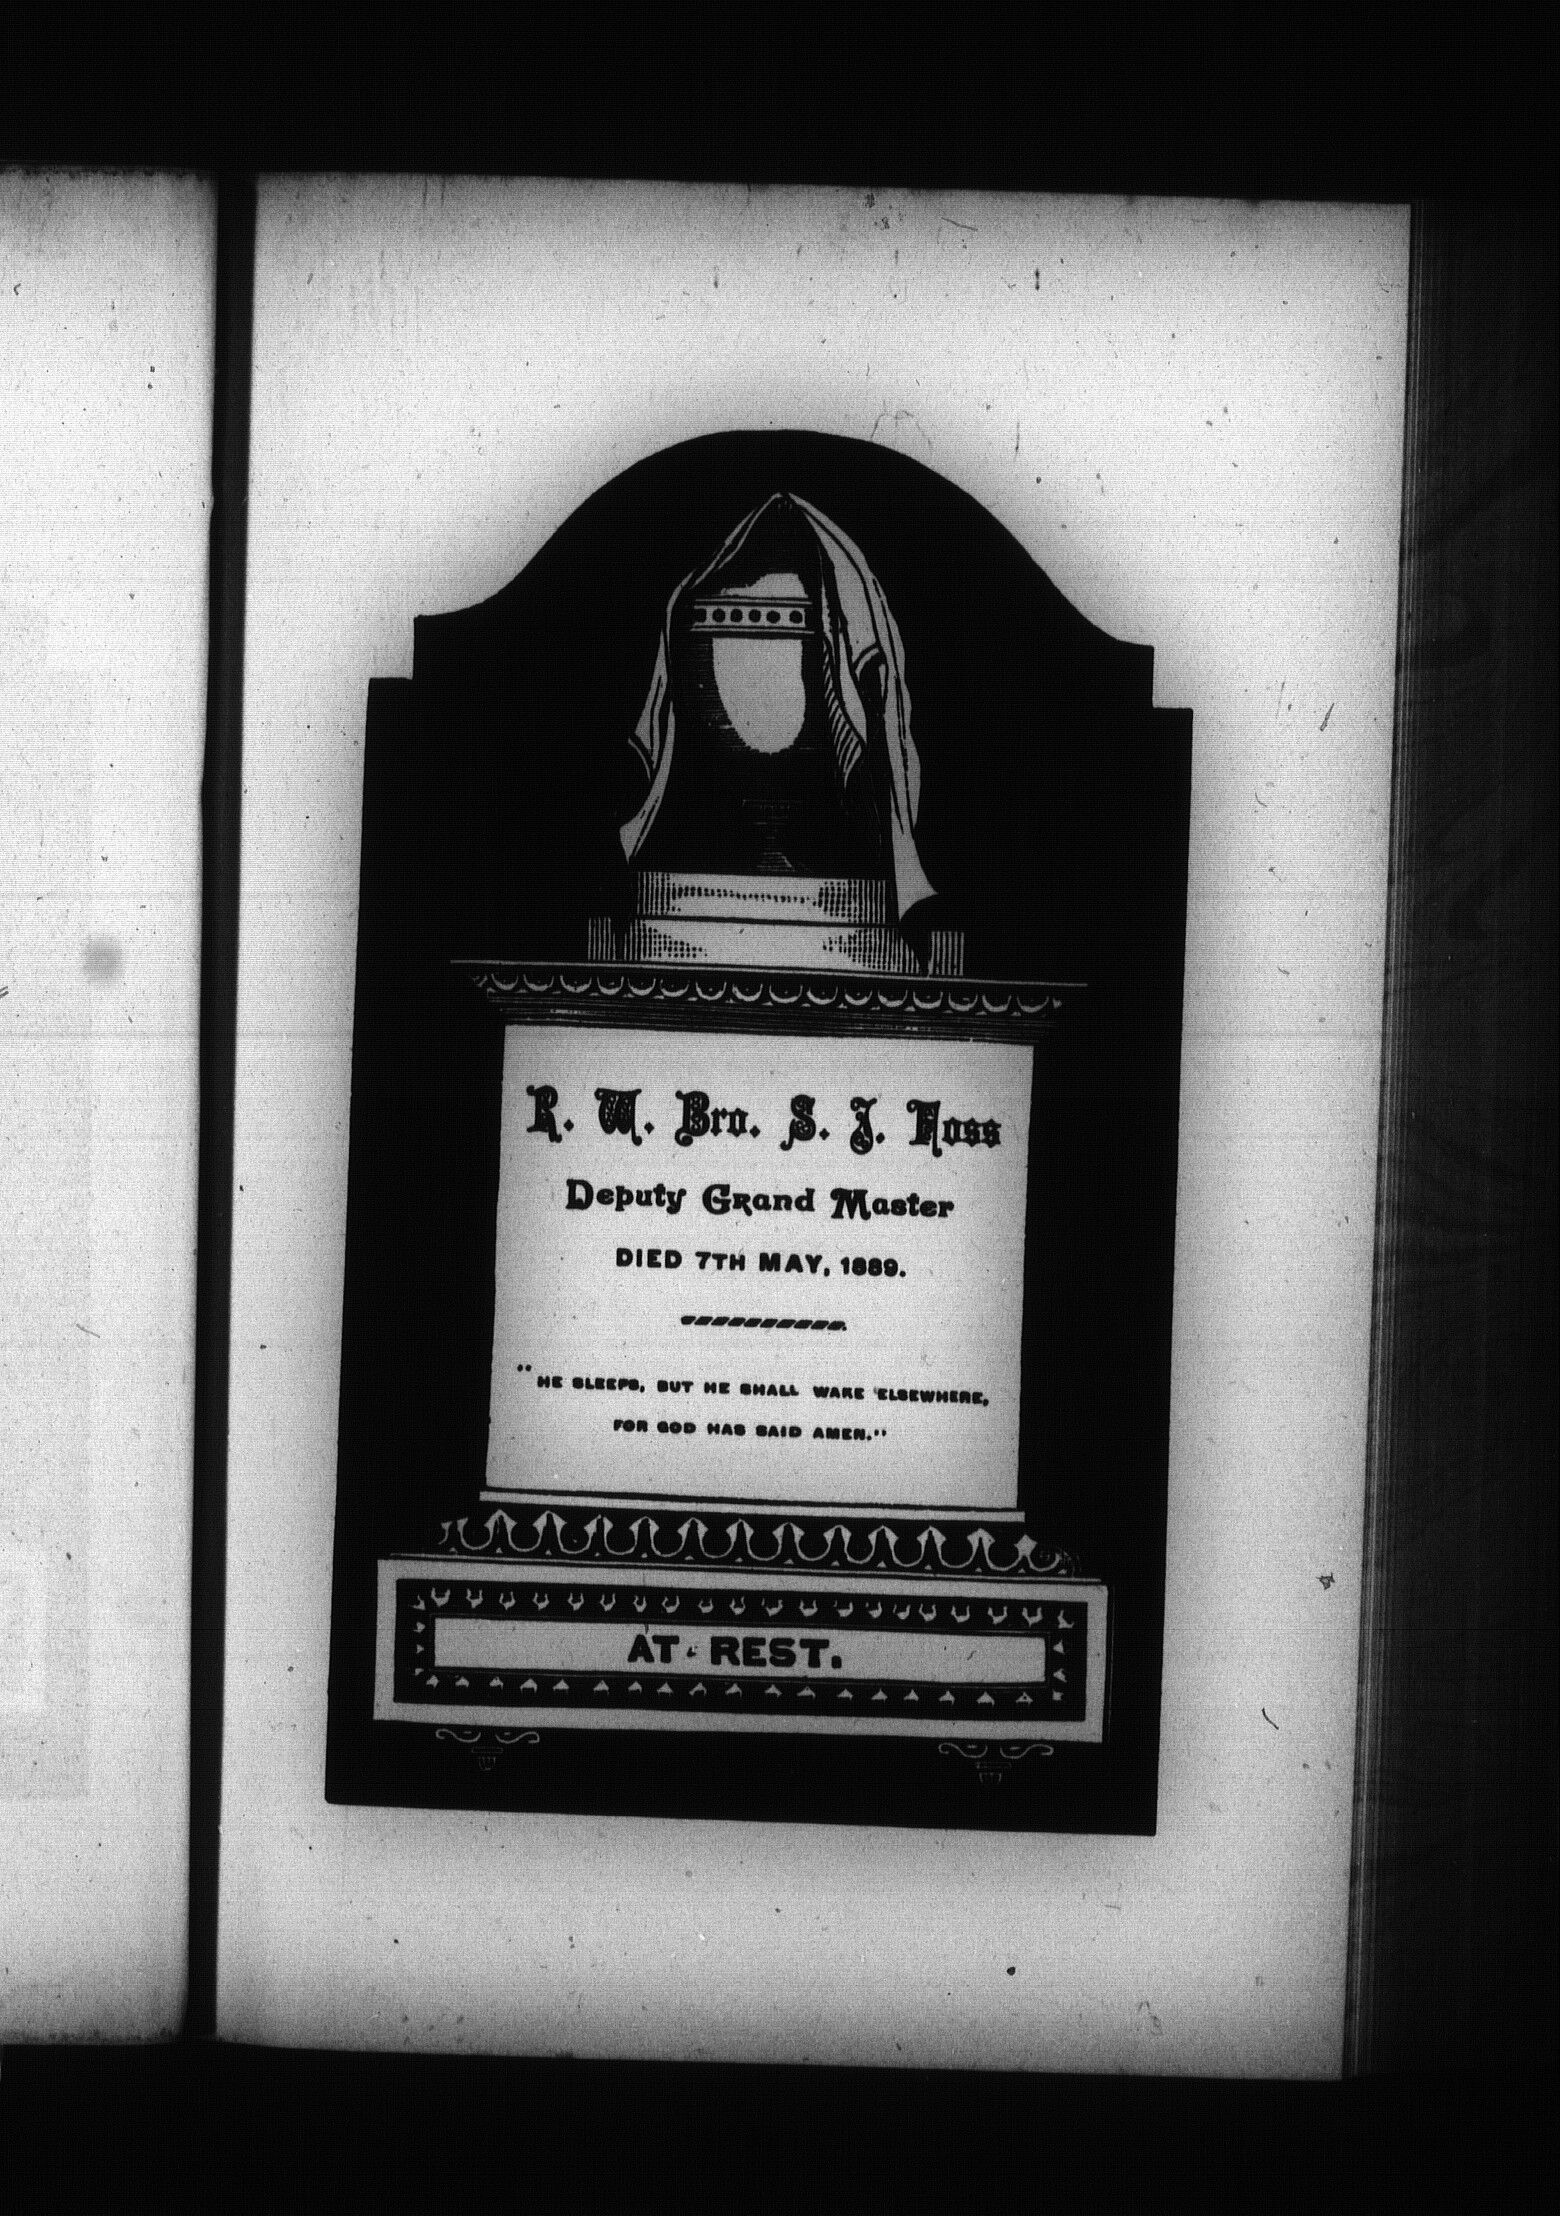 R. W. Bro. S. J. Foss
Deputy Grand Master
DIED 7TH MAY, 1889.
"HE SLEEPS, BUT HE SHALL WAKE ELSEWHERE,
FOR GOD HAS SAID AMEN."
AT REST.